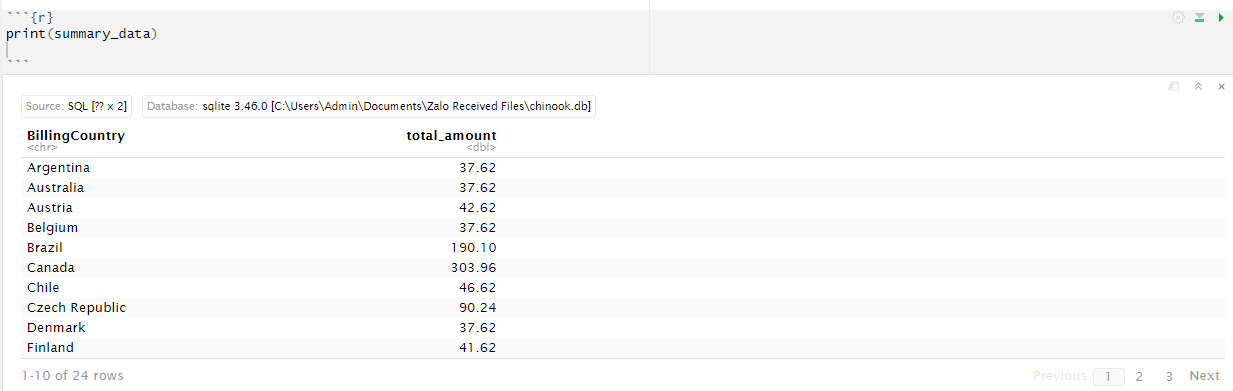 ```{r}
print(summary_data)
```
Source: SQL [?? x 2] Database: sqlite 3.46.0 [C:\Users\Admin\Documents\Zalo Received Files\chinook.db]
BillingCountry total_amount
<chr> <dbl>
Argentina 37.62
Australia 37.62
Austria 42.62
Belgium 37.62
Brazil 190.10
Canada 303.96
Chile 46.62
Czech Republic 90.24
Denmark 37.62
Finland 41.62
1-10 of 24 rows Previous 1 2 3 Next